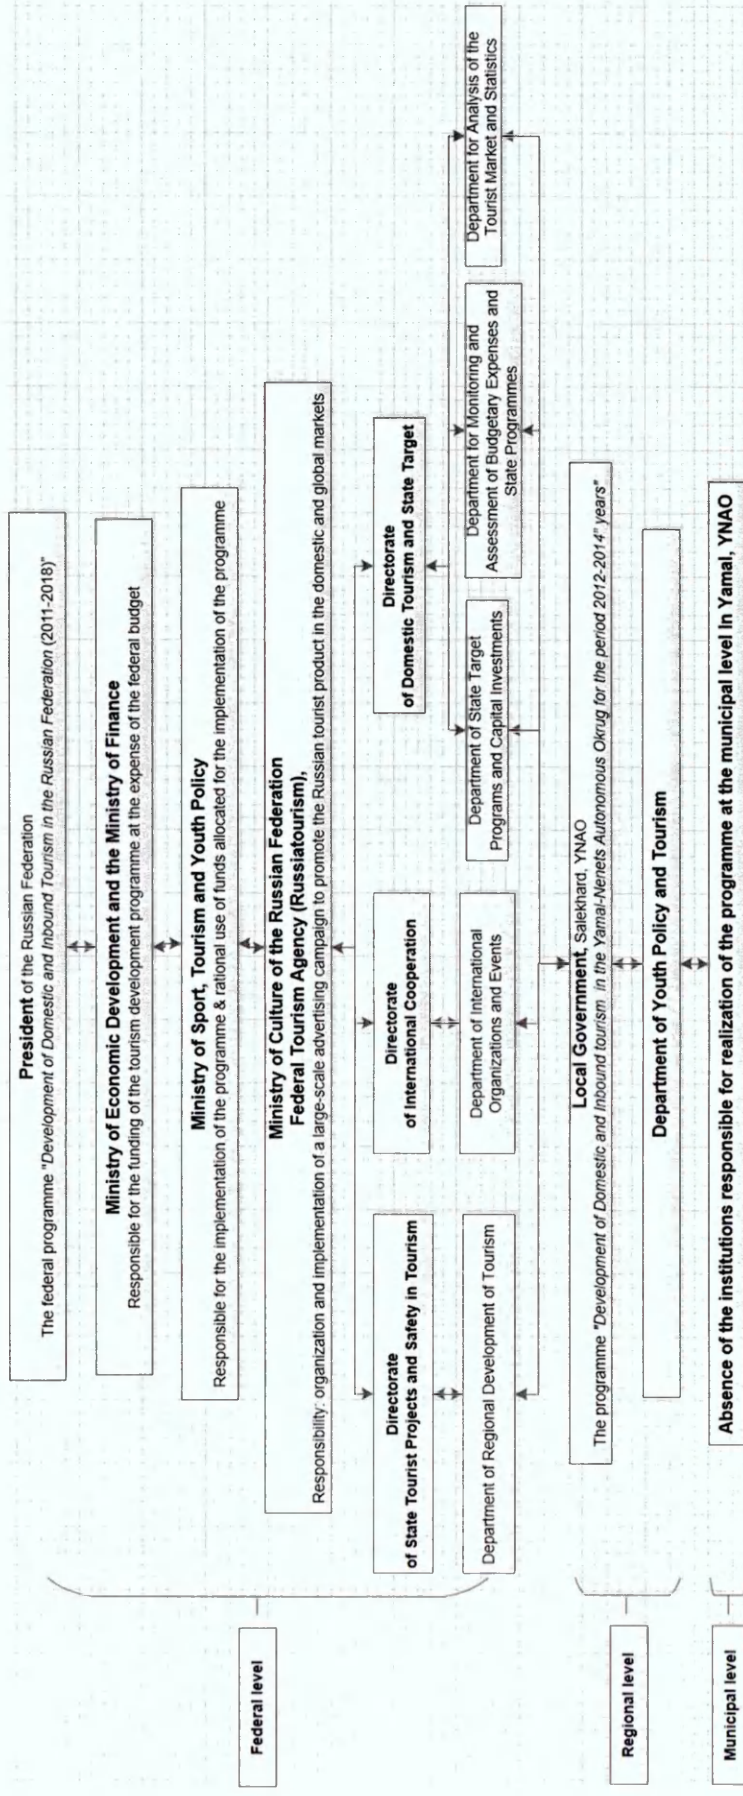 President of the Russian Federation
The federal programme "Development of Domestic and Inbound Tourism in the Russian Federation (2011-2018)"
Ministry of Economic Development and the Ministry of Finance
Responsible for the funding of the tourism development programme at the expense of the federal budget
Ministry of Sport, Tourism and Youth Policy
Responsible for the implementation of the programme & rational use of funds allocated for the implementation of the programme
Ministry of Culture of the Russian Federation
Federal Tourism Agency (Russiatourism),
Responsibility: organization and implementation of a large-scale advertising campaign to promote the Russian tourist product in the domestic and global markets
Federal level
Directorate
of State Tourist Projects and Safety in Tourism
Directorate
of International Cooperation
Directorate
of Domestic Tourism and State Target
Department of Regional Development of Tourism
Department of International
Organizations and Events
Department of State Target
Programs and Capital Investments
Department for Monitoring and
Assessment of Budgetary Expenses and
State Programmes
Department for Analysis of the
Tourist Market and Statistics
Local Government, Salekhard, YNAO
The programme "Development of Domestic and Inbound tourism in the Yamal-Nenets Autonomous Okrug for the period 2012-2014" years"
Regional level
Department of Youth Policy and Tourism
Municipal level
Absence of the institutions responsible for realization of the programme at the municipal level In Yamal, YNAO